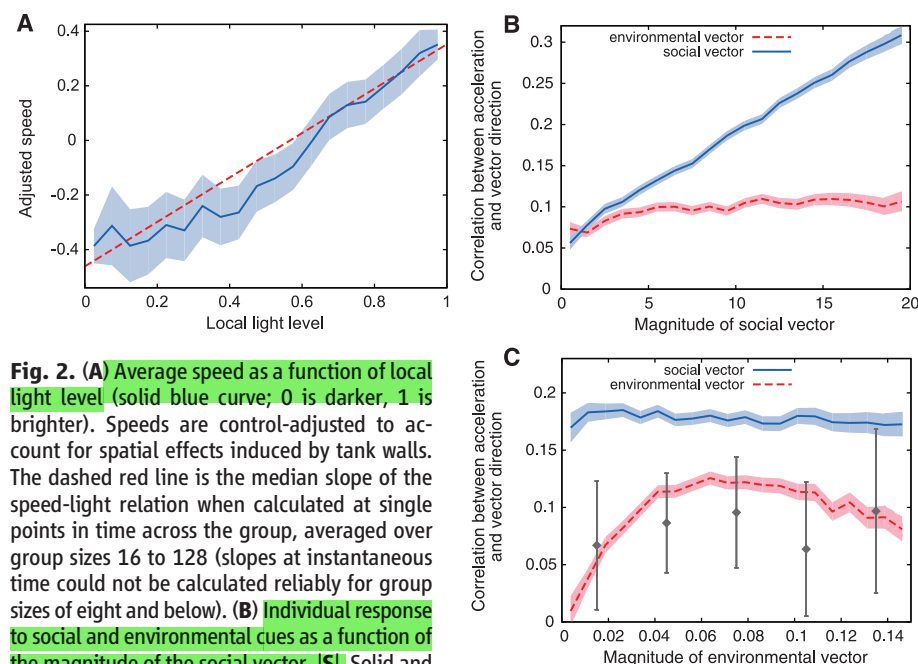 A
0.4
0.2
0
-0.2
-0.4
Adjusted speed
0
0.2
0.4
0.6
0.8
1
Local light level
B
environmental vector
social vector
0.3
0.25
0.2
0.15
0.1
0.05
0
Correlation between acceleration
and vector direction
0
5
10
15
20
Magnitude of social vector
C
social vector
environmental vector
0.2
0.15
0.1
0.05
0
Correlation between acceleration
and vector direction
0
0.02
0.04
0.06
0.08
0.1
0.12
0.14
Magnitude of environmental vector
Fig. 2. (A) Average speed as a function of local
light level (solid blue curve; 0 is darker, 1 is
brighter). Speeds are control-adjusted to ac-
count for spatial effects induced by tank walls.
The dashed red line is the median slope of the
speed-light relation when calculated at single
points in time across the group, averaged over
group sizes 16 to 128 (slopes at instantaneous
time could not be calculated reliably for group
sizes of eight and below). (B) Individual response
to social and environmental cues as a function of
the magnitude of the social vector, |S|. Solid and